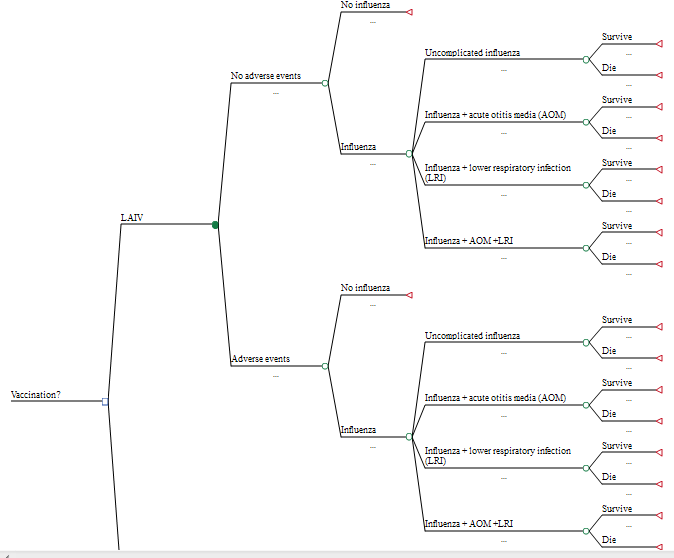 No influenza
Survive
Uncomplicated influenza
Die
No adverse events
Survive
Influenza + acute otitis media (AOM)
Die
Influenza
Survive
Influenza + lower respiratory infection
(LRI)
Die
LAIV
Survive
Influenza + AOM +LRI
Die
No influenza
Survive
Uncomplicated influenza
Die
Adverse events
Survive
Vaccination?
Influenza + acute otitis media (AOM)
Die
Influenza
Survive
Influenza + lower respiratory infection
(LRI)
Die
Survive
Influenza + AOM +LRI
Die